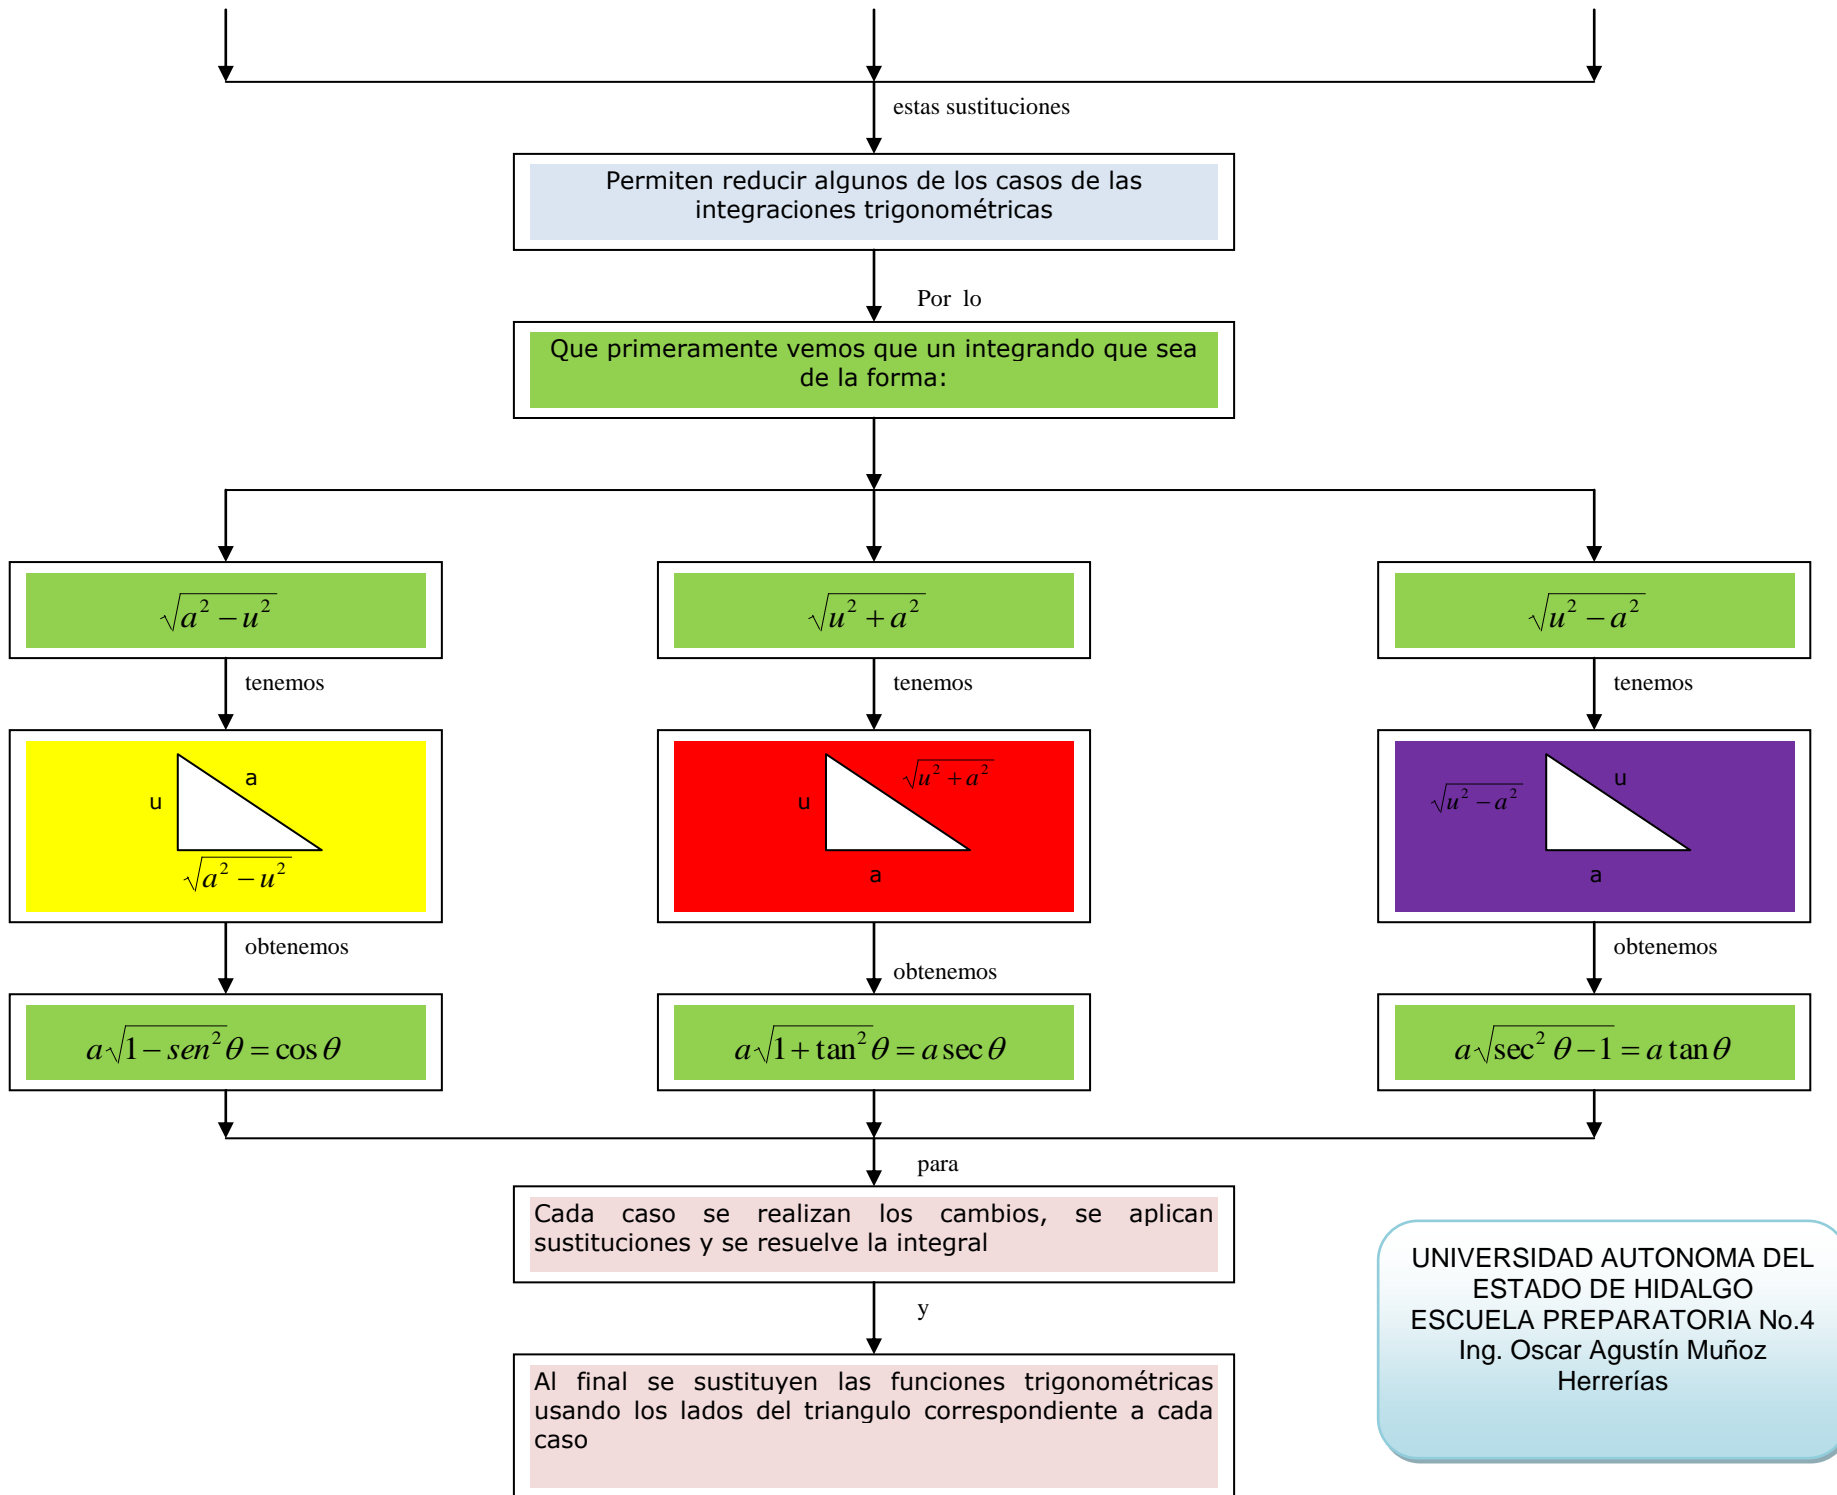 estas sustituciones
Permiten reducir algunos de los casos de las
integraciones trigonométricas
Por lo
Que primeramente vemos que un integrando que sea
de la forma:
√(a² − u²)
√(u² + a²)
√(u² − a²)
tenemos
tenemos
tenemos
u
a
√(a² − u²)
u
√(u² + a²)
a
√(u² − a²)
u
a
obtenemos
obtenemos
obtenemos
a√(1 − sen²)θ = cos θ
a√(1 + tan²)θ = a sec θ
a√(sec² θ − 1) = a tan θ
para
Cada caso se realizan los cambios, se aplican
sustituciones y se resuelve la integral
y
Al final se sustituyen las funciones trigonométricas
usando los lados del triangulo correspondiente a cada
caso
UNIVERSIDAD AUTONOMA DEL
ESTADO DE HIDALGO
ESCUELA PREPARATORIA No.4
Ing. Oscar Agustín Muñoz
Herrerías